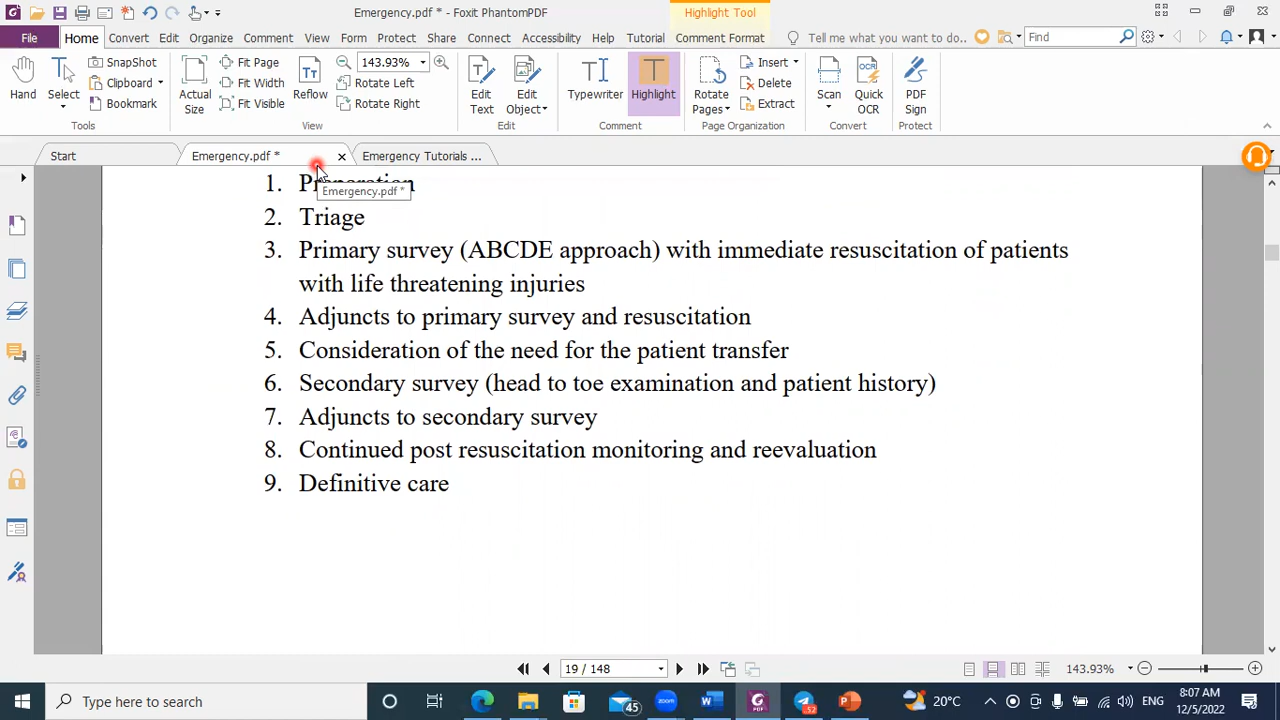 Emergency.pdf * - Foxit PhantomPDF
Highlight Tool
File Home Convert Edit Organize Comment View Form Protect Share Connect Accessibility Help Tutorial Comment Format Tell me what you want to do... Find
Hand
Select
SnapShot
Clipboard
Bookmark
Tools
Actual
Size
Fit Page
Fit Width
Fit Visible
Reflow
143.93%
Rotate Left
Rotate Right
View
Edit
Text
Edit
Object
Edit
Typewriter
Highlight
Comment
Rotate
Pages
Insert
Delete
Extract
Page Organization
Scan
Quick
OCR
Convert
PDF
Sign
Protect
Start
Emergency.pdf *
Emergency Tutorials ...
1. Preparation
Emergency.pdf *
2. Triage
3. Primary survey (ABCDE approach) with immediate resuscitation of patients
with life threatening injuries
4. Adjuncts to primary survey and resuscitation
5. Consideration of the need for the patient transfer
6. Secondary survey (head to toe examination and patient history)
7. Adjuncts to secondary survey
8. Continued post resuscitation monitoring and reevaluation
9. Definitive care
19 / 148
143.93%
Type here to search
45
zoom
52
20°C
ENG
8:07 AM
12/5/2022